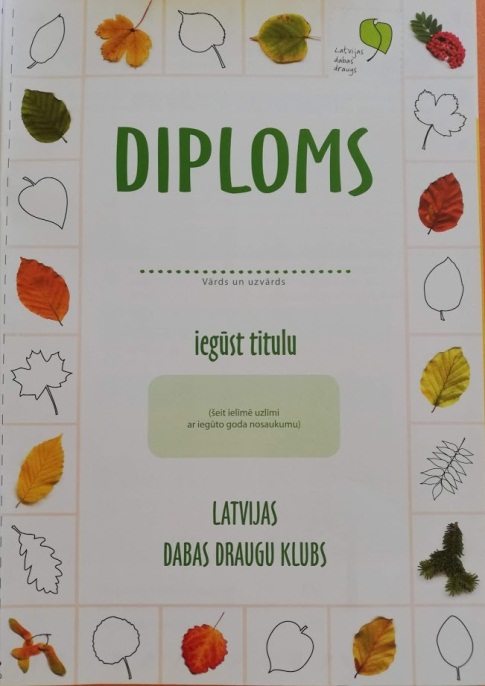 Latvijas
dabas
draugs
DIPLOMS
Vārds un uzvārds
iegūst titulu
(šeit ielīmē uzlīmi
ar iegūto goda nosaukumu)
LATVIJAS
DABAS DRAUGU KLUBS